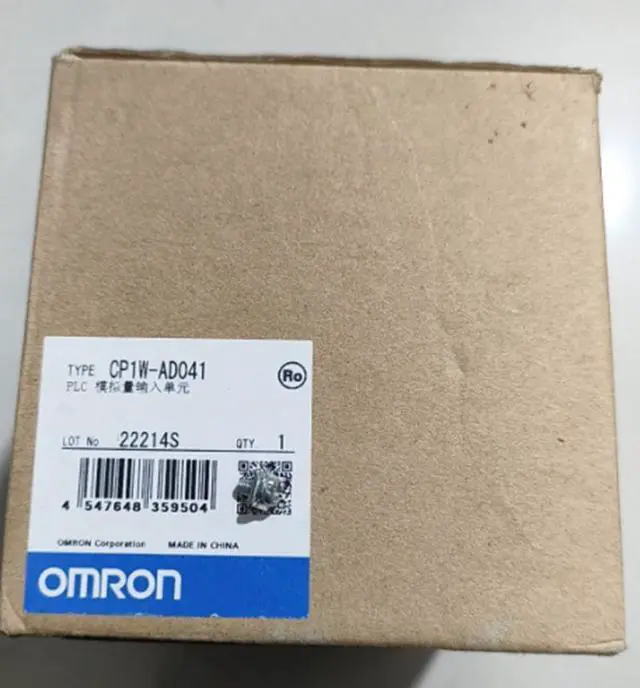 TYPE CP1W-AD041
PLC 模拟量输入单元
Ro
LOT No 22214S QTY 1
4 547648 359504
OMRON Corporation MADE IN CHINA
OMRON